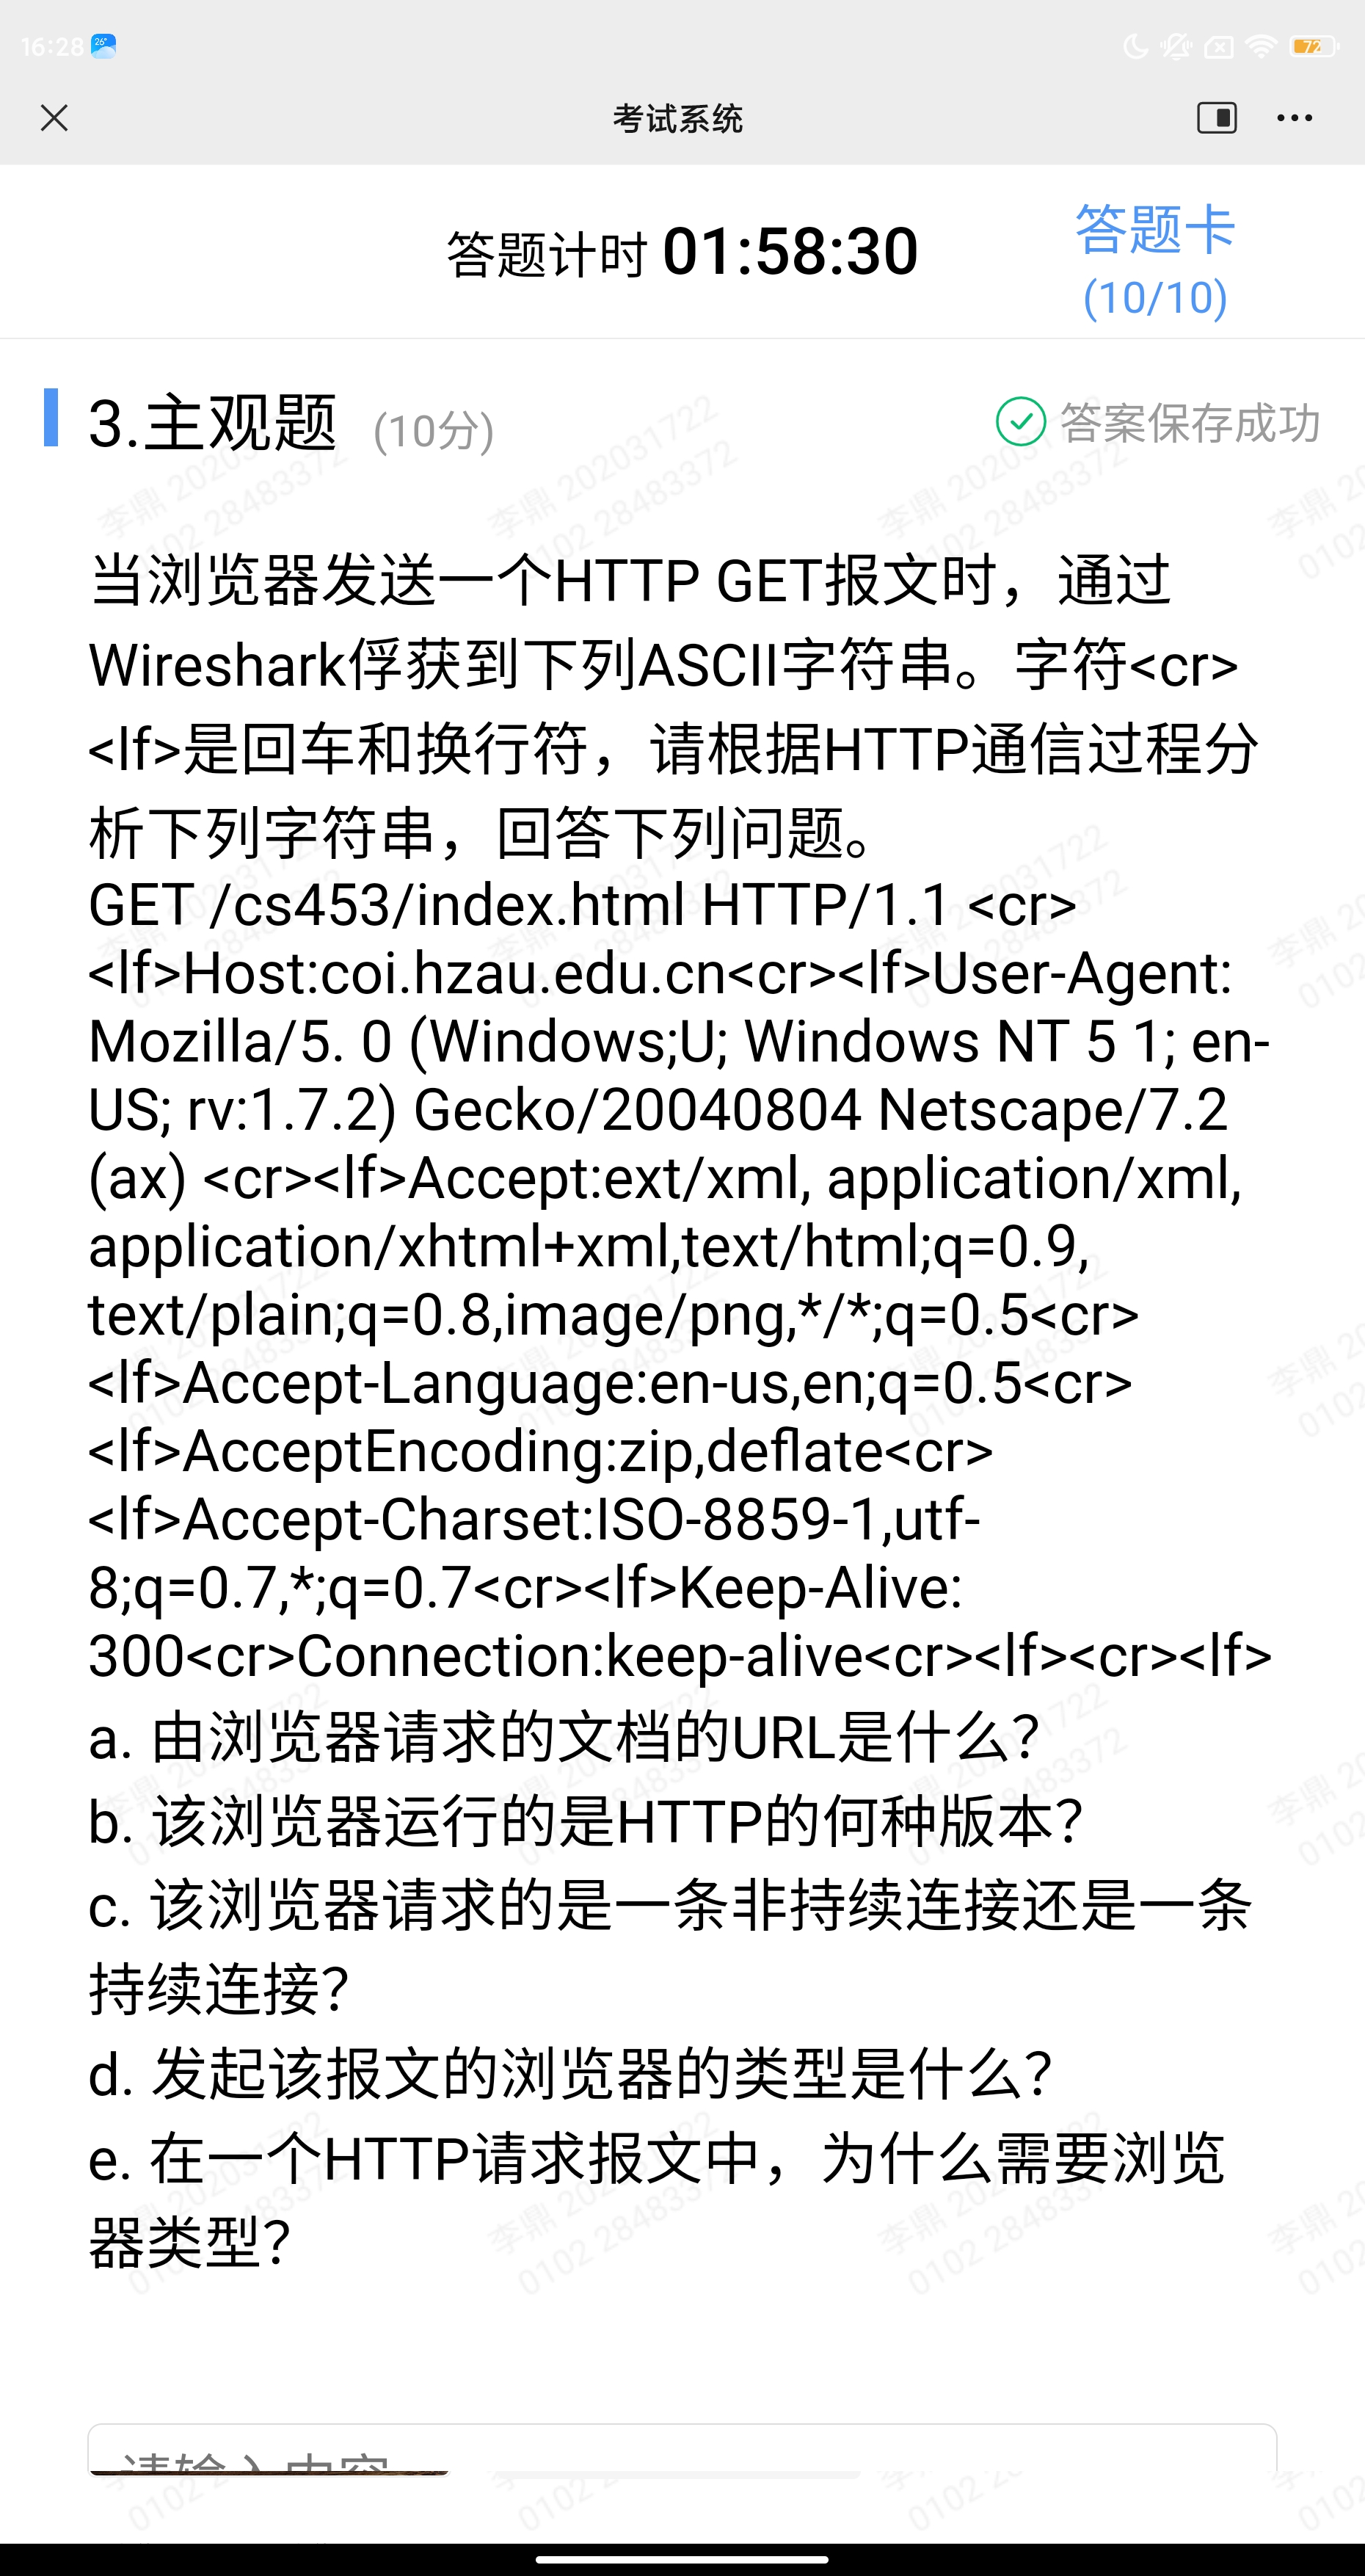 16:28 26°
72
考试系统
答题计时 01:58:30
答题卡
(10/10)
3.主观题 (10分)
答案保存成功
当浏览器发送一个HTTP GET报文时，通过
Wireshark俘获到下列ASCII字符串。字符<cr>
<lf>是回车和换行符，请根据HTTP通信过程分
析下列字符串，回答下列问题。
GET /cs453/index.html HTTP/1.1 <cr>
<lf>Host:coi.hzau.edu.cn<cr><lf>User-Agent:
Mozilla/5. 0 (Windows;U; Windows NT 5 1; en-
US; rv:1.7.2) Gecko/20040804 Netscape/7.2
(ax) <cr><lf>Accept:ext/xml, application/xml,
application/xhtml+xml,text/html;q=0.9,
text/plain;q=0.8,image/png,*/*;q=0.5<cr>
<lf>Accept-Language:en-us,en;q=0.5<cr>
<lf>AcceptEncoding:zip,deflate<cr>
<lf>Accept-Charset:ISO-8859-1,utf-
8;q=0.7,*;q=0.7<cr><lf>Keep-Alive:
300<cr>Connection:keep-alive<cr><lf><cr><lf>
a. 由浏览器请求的文档的URL是什么？
b. 该浏览器运行的是HTTP的何种版本？
c. 该浏览器请求的是一条非持续连接还是一条
持续连接？
d. 发起该报文的浏览器的类型是什么？
e. 在一个HTTP请求报文中，为什么需要浏览
器类型？
请输入内容
李鼎 202031722
0102 28483372